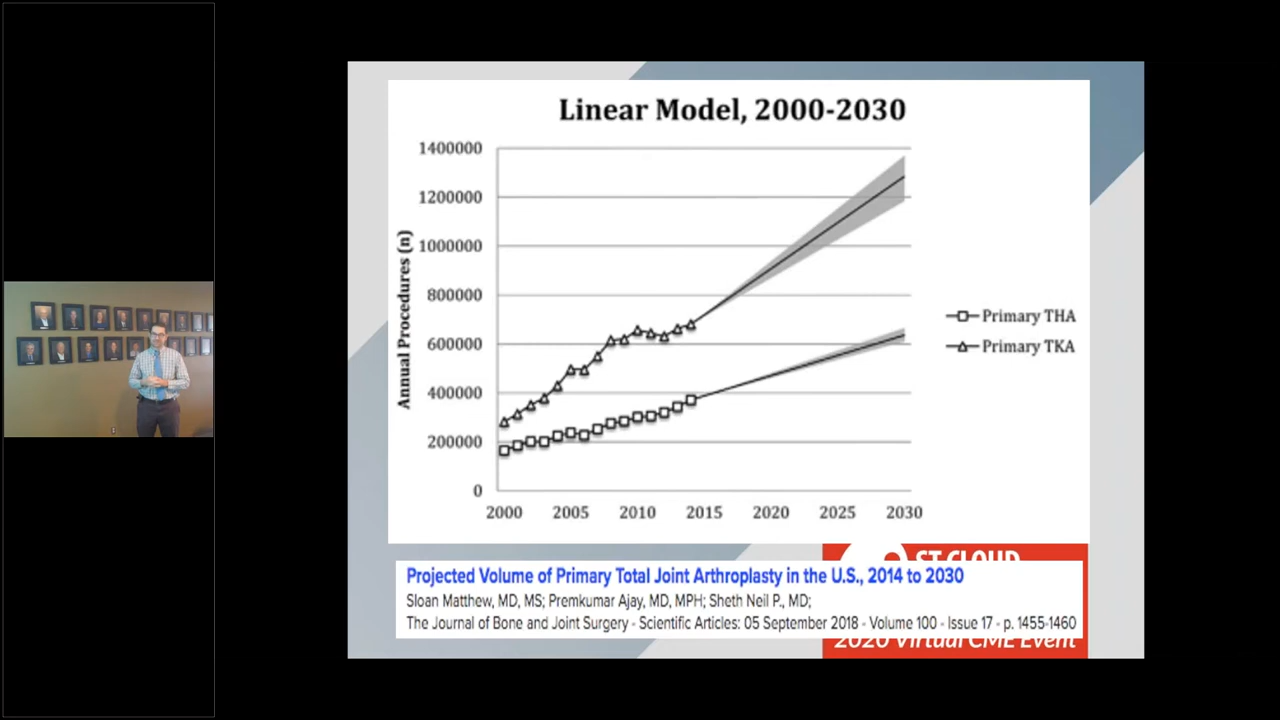 Linear Model, 2000-2030
1400000
1200000
1000000
800000
600000
400000
200000
0
Annual Procedures (n)
2000 2005 2010 2015 2020 2025 2030
Primary THA
Primary TKA
ST CLOUD
Projected Volume of Primary Total Joint Arthroplasty in the U.S., 2014 to 2030
Sloan Matthew, MD, MS; Premkumar Ajay, MD, MPH; Sheth Neil P., MD;
The Journal of Bone and Joint Surgery - Scientific Articles: 05 September 2018 - Volume 100 - Issue 17 - p. 1455-1460
2020 Virtual CME Event